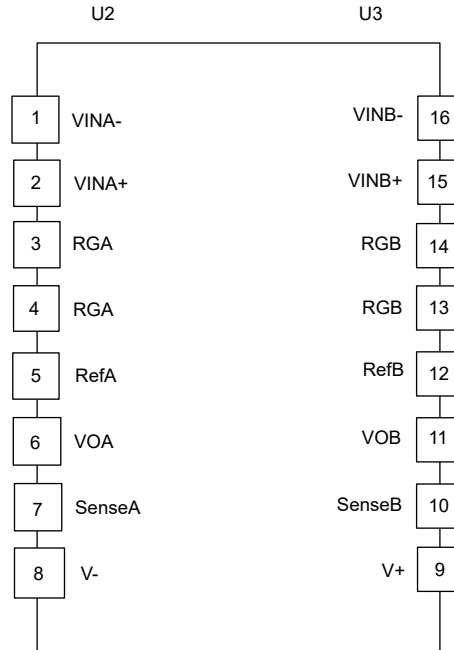 U2 U3
1 VINA- VINB- 16
2 VINA+ VINB+ 15
3 RGA RGB 14
4 RGA RGB 13
5 RefA RefB 12
6 VOA VOB 11
7 SenseA SenseB 10
8 V- V+ 9